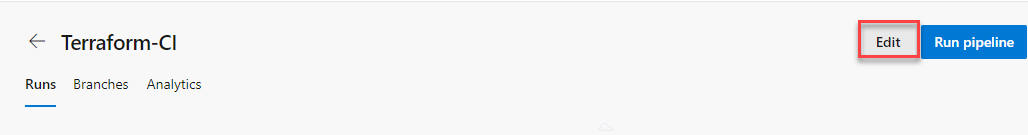 Terraform-CI
Edit
Run pipeline
Runs
Branches
Analytics